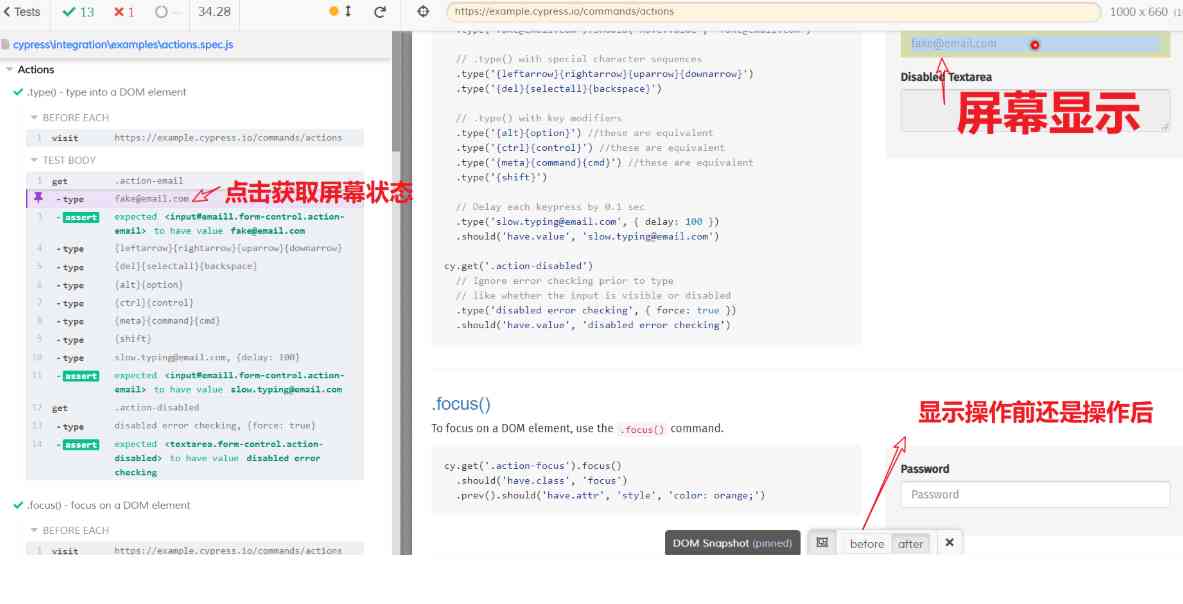 Tests 13 1 -- 34.28 https://example.cypress.io/commands/actions 1000 x 660
cypress\integration\examples\actions.spec.js
Actions
.type() - type into a DOM element
BEFORE EACH
1 visit https://example.cypress.io/commands/actions
TEST BODY
1 get .action-email
- type fake@email.com
点击获取屏幕状态
3 - assert expected <input#email1.form-control.action-
email> to have value fake@email.com
4 - type {leftarrow}{rightarrow}{uparrow}{downarrow}
5 - type {del}{selectall}{backspace}
6 - type {alt}{option}
7 - type {ctrl}{control}
8 - type {meta}{command}{cmd}
9 - type {shift}
10 - type slow.typing@email.com, {delay: 100}
11 - assert expected <input#email1.form-control.action-
email> to have value slow.typing@email.com
12 get .action-disabled
13 - type disabled error checking, {force: true}
14 - assert expected <textarea.form-control.action-
disabled> to have value disabled error
checking
.focus() - focus on a DOM element
BEFORE EACH
1 visit https://example.cypress.io/commands/actions
// .type() with special character sequences
.type('{leftarrow}{rightarrow}{uparrow}{downarrow}')
.type('{del}{selectall}{backspace}')
// .type() with key modifiers
.type('{alt}{option}') //these are equivalent
.type('{ctrl}{control}') //these are equivalent
.type('{meta}{command}{cmd}') //these are equivalent
.type('{shift}')
// Delay each keypress by 0.1 sec
.type('slow.typing@email.com', { delay: 100 })
.should('have.value', 'slow.typing@email.com')
cy.get('.action-disabled')
// Ignore error checking prior to type
// like whether the input is visible or disabled
.type('disabled error checking', { force: true })
.should('have.value', 'disabled error checking')
.focus()
To focus on a DOM element, use the .focus() command.
cy.get('.action-focus').focus()
.should('have.class', 'focus')
.prev().should('have.attr', 'style', 'color: orange;')
fake@email.com
Disabled Textarea
屏幕显示
显示操作前还是操作后
Password
Password
DOM Snapshot (pinned) before after